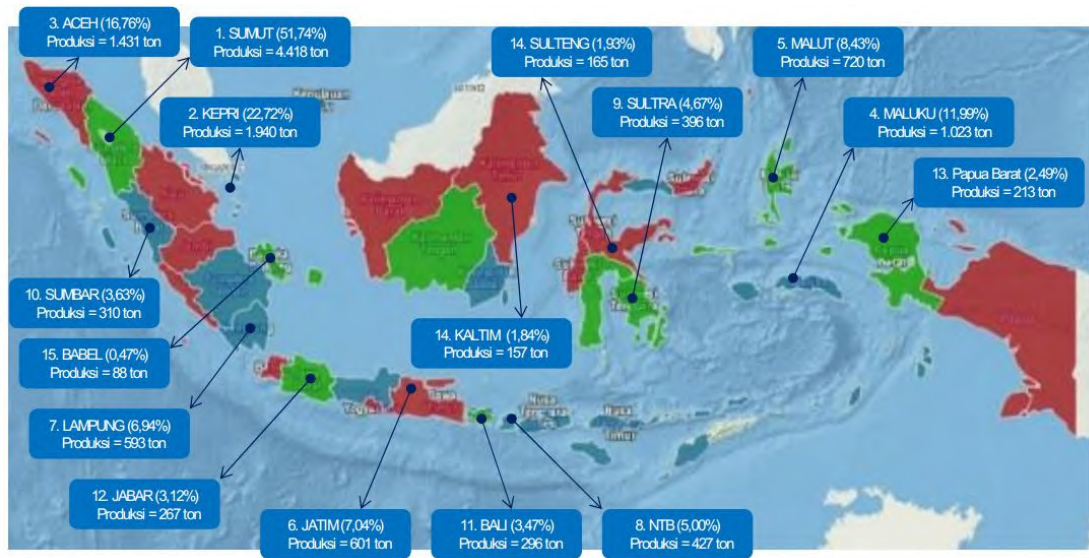 3. ACEH (16,76%)
Produksi = 1.431 ton
1. SUMUT (51,74%)
Produksi = 4.418 ton
14. SULTENG (1,93%)
Produksi = 165 ton
5. MALUT (8,43%)
Produksi = 720 ton
2. KEPRI (22,72%)
Produksi = 1.940 ton
9. SULTRA (4,67%)
Produksi = 396 ton
4. MALUKU (11,99%)
Produksi = 1.023 ton
13. Papua Barat (2,49%)
Produksi = 213 ton
10. SUMBAR (3,63%)
Produksi = 310 ton
14. KALTIM (1,84%)
Produksi = 157 ton
15. BABEL (0,47%)
Produksi = 88 ton
7. LAMPUNG (6,94%)
Produksi = 593 ton
12. JABAR (3,12%)
Produksi = 267 ton
6. JATIM (7,04%)
Produksi = 601 ton
11. BALI (3,47%)
Produksi = 296 ton
8. NTB (5,00%)
Produksi = 427 ton
Nusa
Timur